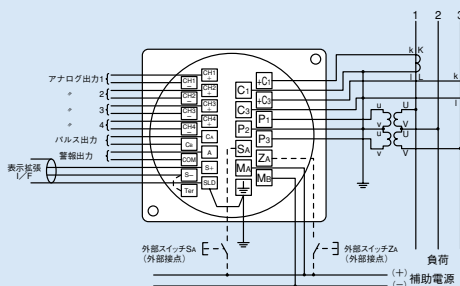 1 2 3
k K
l L
k
l
アナログ出力1
〃 2
〃 3
〃 4
パルス出力
警報出力
表示拡張
I/F
CH1
+
CH1
−
CH2
+
CH2
−
CH3
+
CH3
−
CH4
+
CH4
−
CA
CB
A
COM
S+
S−
SLD
Ter
+C1
C1
+C3
C3
P1
P2
P3
SA
ZA
MA
MB
u U
v V
u U
v V
外部スイッチSA
(外部接点)
外部スイッチZA
(外部接点)
負荷
(+)
補助電源
(−)